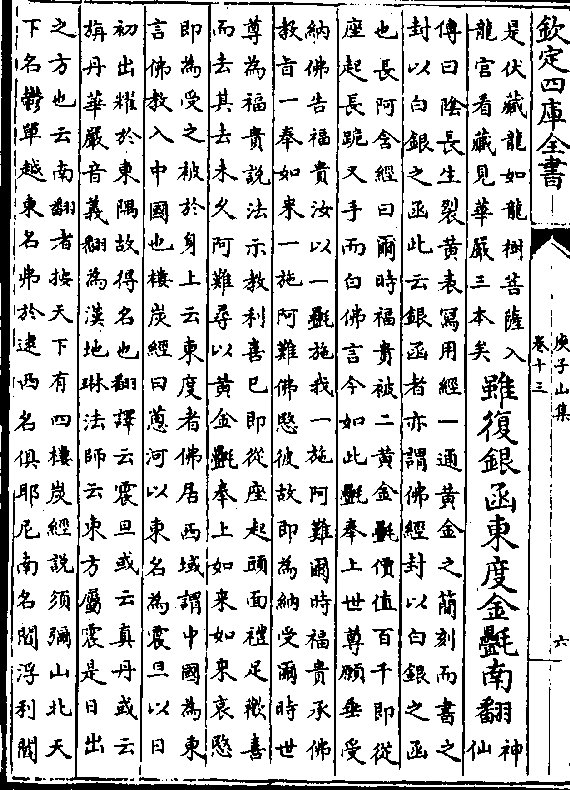 欽定四庫全書
庾子山集
卷十三
六
是伏藏龍如龍樹菩薩入
龍宮看藏見華嚴三本矣
雖復銀函東度金㲲南翻
神仙
傳曰陰長生裂黃表寫用經一通黃金之簡刻而書之
封以白銀之函此云銀函者亦謂佛經封以白銀之函
也長阿含經曰爾時福貴被二黃金㲲價值百千即從
座起長跪叉手而白佛言今如此㲲奉上世尊願垂受
納佛告福貴汝以一㲲施我一施阿難爾時福貴承佛
教旨一奉如來一施阿難佛愍彼故即為納受爾時世
尊為福貴說法示教利喜已即從座起頭面禮足歡喜
而去其去未久阿難尋以黃金㲲奉上如來如來哀愍
即為受之被於身上云東度者佛居西域謂中國為東
言佛教入中國也樓炭經曰蔥河以東名為震旦以日
初出耀於東隅故得名也翻譯云震旦或云真丹或云
旃丹華嚴音義翻為漢地琳法師云東方屬震是日出
之方也云南翻者按天下有四樓炭經說須彌山北天
下名鬱單越東名弗於逮西名俱耶尼南名閻浮利閻